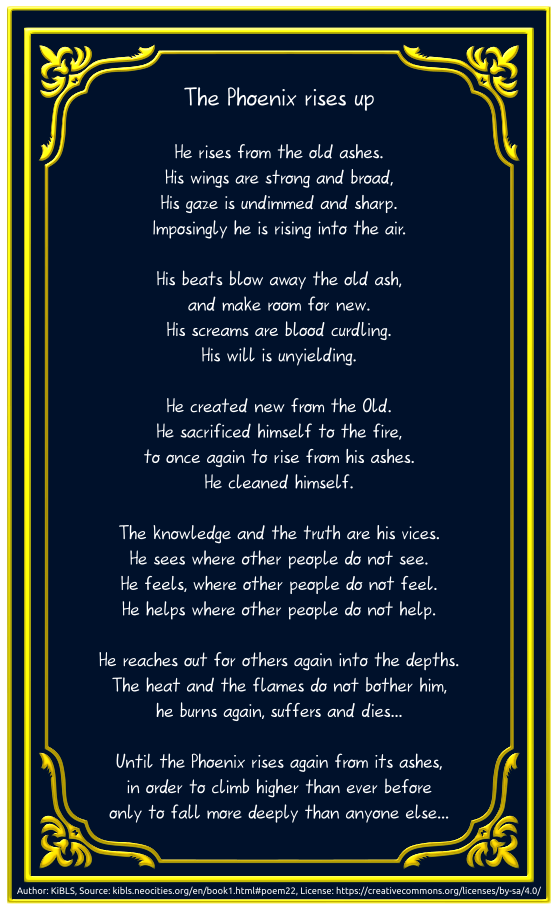 The Phoenix rises up
He rises from the old ashes.
His wings are strong and broad,
His gaze is undimmed and sharp.
Imposingly he is rising into the air.
His beats blow away the old ash,
and make room for new.
His screams are blood curdling.
His will is unyielding.
He created new from the Old.
He sacrificed himself to the fire,
to once again to rise from his ashes.
He cleaned himself.
The knowledge and the truth are his vices.
He sees where other people do not see.
He feels, where other people do not feel.
He helps where other people do not help.
He reaches out for others again into the depths.
The heat and the flames do not bother him,
he burns again, suffers and dies...
Until the Phoenix rises again from its ashes,
in order to climb higher than ever before
only to fall more deeply than anyone else...
Author: KiBLS, Source: kibls.neocities.org/en/book1.html#poem22, License: https://creativecommons.org/licenses/by-sa/4.0/